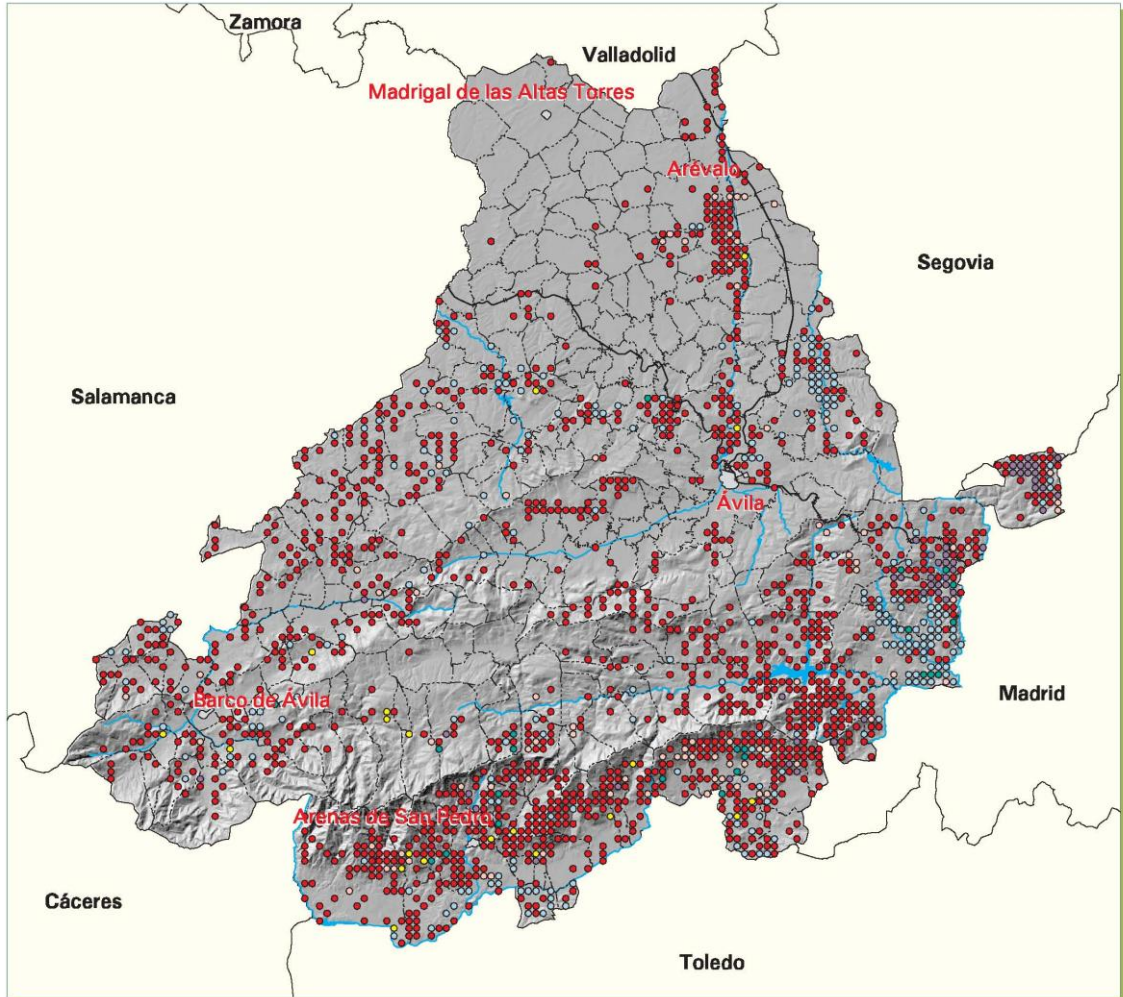 Zamora
Valladolid
Madrigal de las Altas Torres
Arévalo
Segovia
Salamanca
Ávila
Madrid
Barco de Ávila
Arenas de San Pedro
Cáceres
Toledo